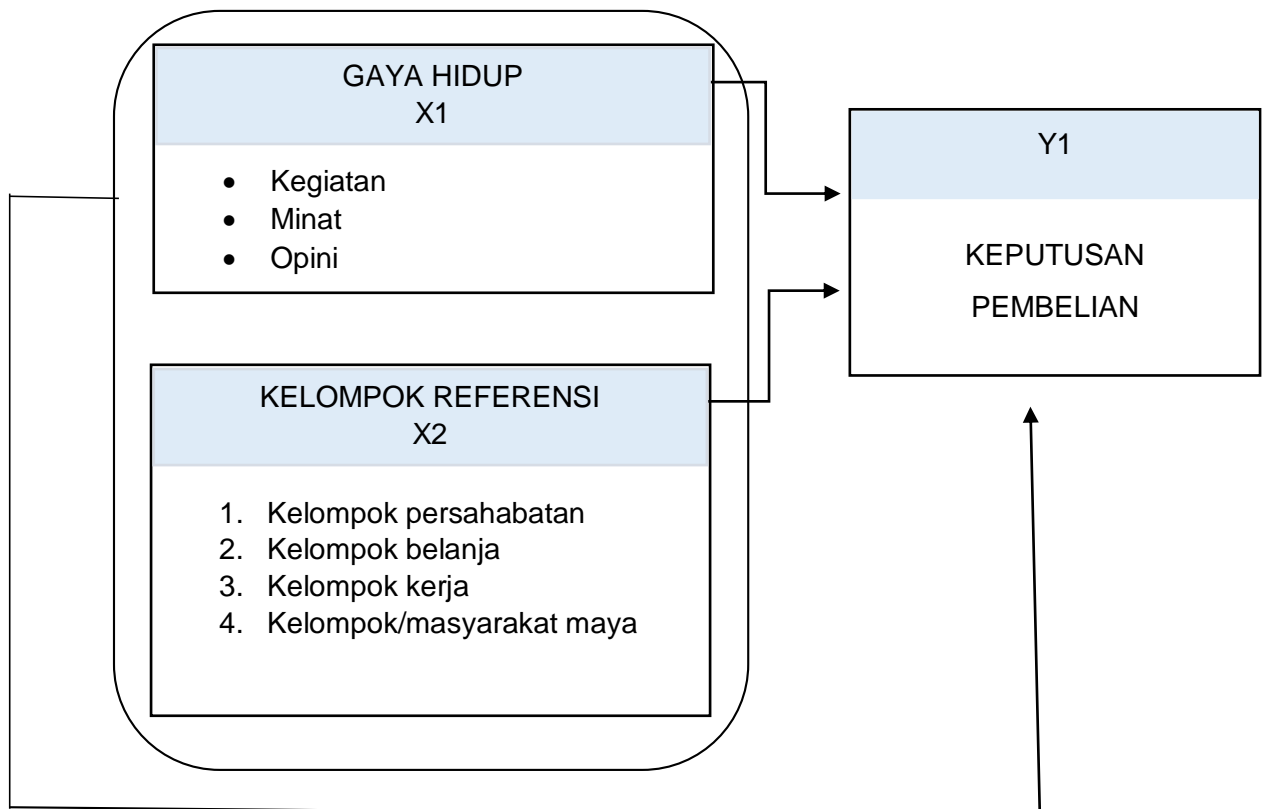 GAYA HIDUP
X1
• Kegiatan
• Minat
• Opini
KELOMPOK REFERENSI
X2
1. Kelompok persahabatan
2. Kelompok belanja
3. Kelompok kerja
4. Kelompok/masyarakat maya
Y1
KEPUTUSAN
PEMBELIAN